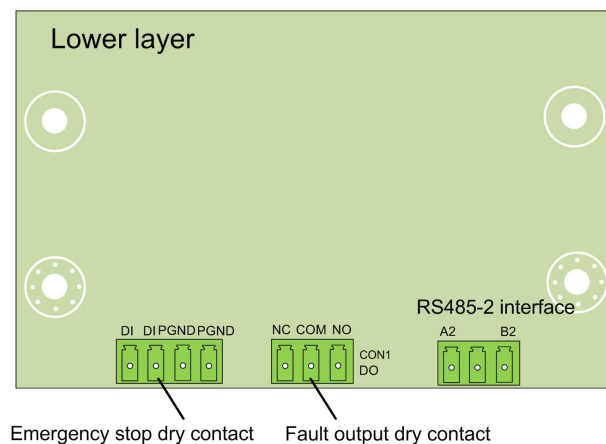 Lower layer
RS485-2 interface
DI DI PGND PGND
NC COM NO
A2 B2
CON1
DO
Emergency stop dry contact
Fault output dry contact